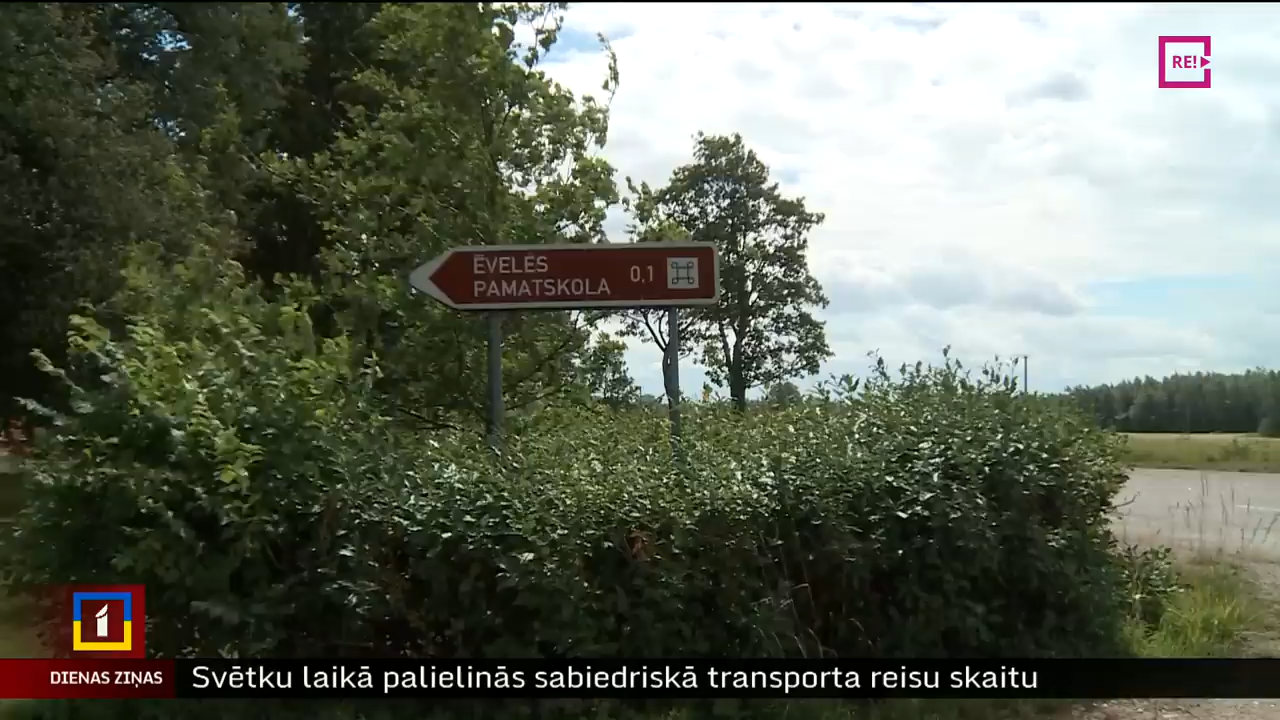 RE!
ĒVELES
PAMATSKOLA
0,1
1
DIENAS ZIŅAS
Svētku laikā palielinās sabiedriskā transporta reisu skaitu